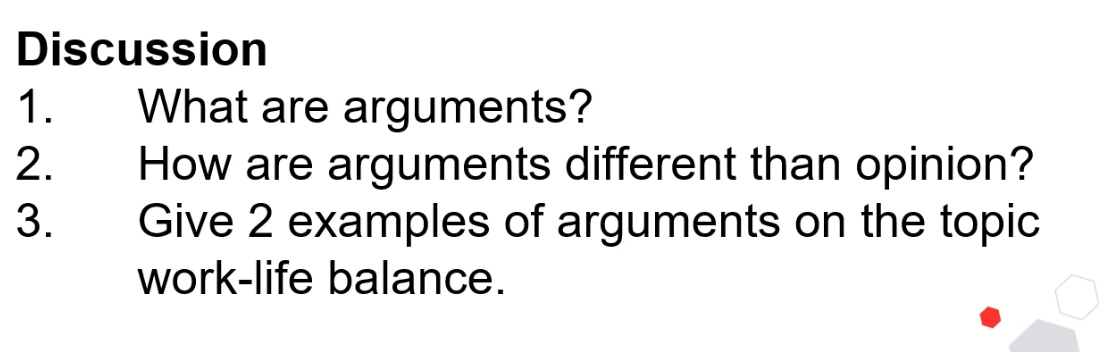 Discussion
1. What are arguments?
2. How are arguments different than opinion?
3. Give 2 examples of arguments on the topic
work-life balance.